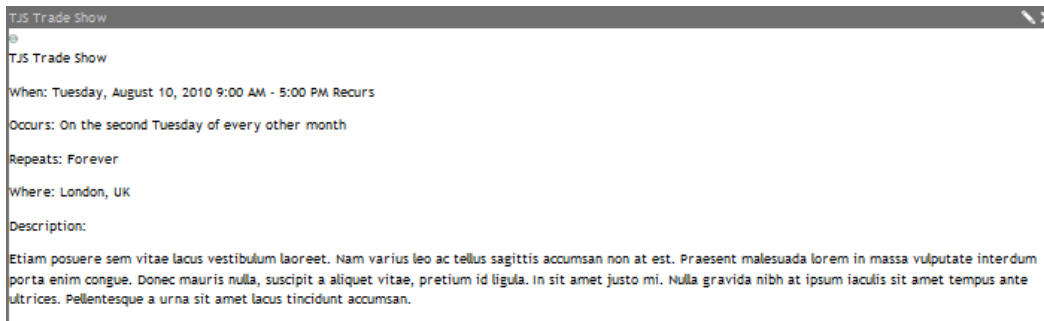 TJS Trade Show
TJS Trade Show
When: Tuesday, August 10, 2010 9:00 AM - 5:00 PM Recurs
Occurs: On the second Tuesday of every other month
Repeats: Forever
Where: London, UK
Description:
Etiam posuere sem vitae lacus vestibulum laoreet. Nam varius leo ac tellus sagittis accumsan non at est. Praesent malesuada lorem in massa vulputate interdum
porta enim congue. Donec mauris nulla, suscipit a aliquet vitae, pretium id ligula. In sit amet justo mi. Nulla gravida nibh at ipsum iaculis sit amet tempus ante
ultrices. Pellentesque a urna sit amet lacus tincidunt accumsan.